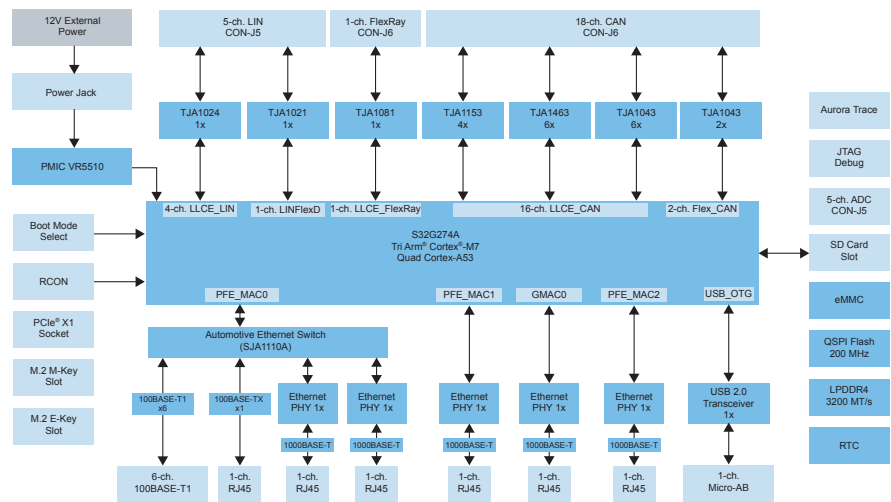 12V External
Power
5-ch. LIN
CON-J5
1-ch. FlexRay
CON-J6
18-ch. CAN
CON-J6
Power Jack
TJA1024
1x
TJA1021
1x
TJA1081
1x
TJA1153
4x
TJA1463
6x
TJA1043
6x
TJA1043
2x
Aurora Trace
PMIC VR5510
JTAG
Debug
4-ch. LLCE_LIN
1-ch. LINFlexD
1-ch. LLCE_FlexRay
16-ch. LLCE_CAN
2-ch. Flex_CAN
5-ch. ADC
CON-J5
Boot Mode
Select
S32G274A
Tri Arm® Cortex®-M7
Quad Cortex-A53
SD Card
Slot
RCON
PFE_MAC0
PFE_MAC1
GMAC0
PFE_MAC2
USB_OTG
eMMC
PCIe® X1
Socket
Automotive Ethernet Switch
(SJA1110A)
QSPI Flash
200 MHz
M.2 M-Key
Slot
100BASE-T1
x6
100BASE-TX
x1
Ethernet
PHY 1x
Ethernet
PHY 1x
Ethernet
PHY 1x
Ethernet
PHY 1x
Ethernet
PHY 1x
USB 2.0
Transceiver
1x
LPDDR4
3200 MT/s
M.2 E-Key
Slot
1000BASE-T
1000BASE-T
1000BASE-T
1000BASE-T
1000BASE-T
RTC
6-ch.
100BASE-T1
1-ch.
RJ45
1-ch.
RJ45
1-ch.
RJ45
1-ch.
RJ45
1-ch.
RJ45
1-ch.
RJ45
1-ch.
Micro-AB